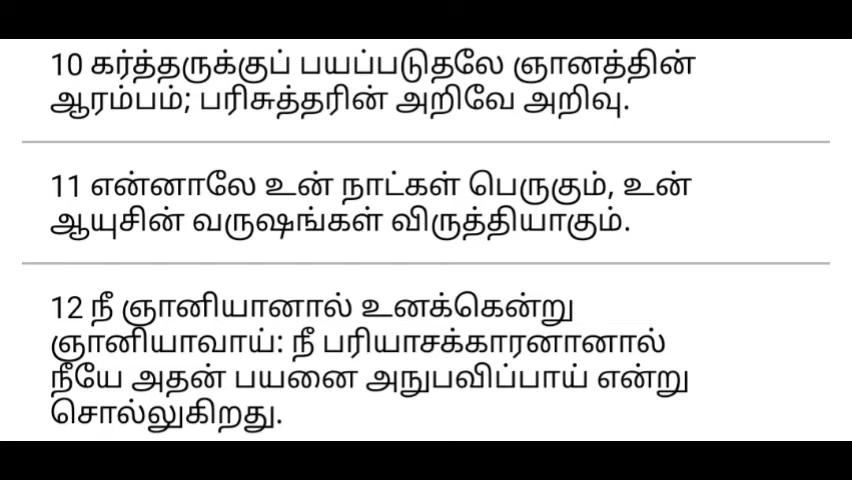 10 கர்த்தருக்குப் பயப்படுதலே ஞானத்தின்
ஆரம்பம்; பரிசுத்தரின் அறிவே அறிவு.
11 என்னாலே உன் நாட்கள் பெருகும், உன்
ஆயுசின் வருஷங்கள் விருத்தியாகும்.
12 நீ ஞானியானால் உனக்கென்று
ஞானியாவாய்: நீ பரியாசக்காரனானால்
நீயே அதன் பயனை அநுபவிப்பாய் என்று
சொல்லுகிறது.